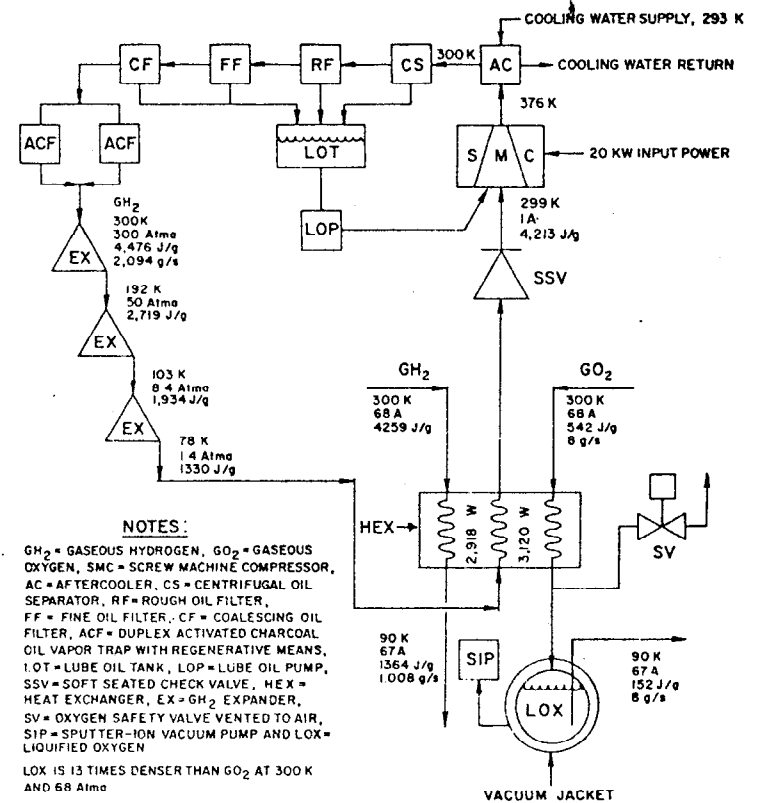 COOLING WATER SUPPLY, 293 K
CF
FF
RF
CS
300K
AC
COOLING WATER RETURN
376K
ACF
ACF
LOT
S M C
20 KW INPUT POWER
LOP
GH2
300K
300 Atma
4,476 J/g
2,094 g/s
EX
299 K
1A
4,213 J/g
SSV
192 K
50 Atma
2,719 J/g
EX
103 K
8 4 Atma
1,934 J/g
EX
GH2
300 K
68 A
4259 J/g
GO2
300 K
68 A
542 J/g
8 g/s
78 K
1 4 Atma
1330 J/g
HEX
2,918 W
3,120 W
SV
NOTES:
GH2 = GASEOUS HYDROGEN, GO2 = GASEOUS
OXYGEN, SMC = SCREW MACHINE COMPRESSOR,
AC = AFTERCOOLER, CS = CENTRIFUGAL OIL
SEPARATOR, RF = ROUGH OIL FILTER,
FF = FINE OIL FILTER, CF = COALESCING OIL
FILTER, ACF = DUPLEX ACTIVATED CHARCOAL
OIL VAPOR TRAP WITH REGENERATIVE MEANS,
LOT = LUBE OIL TANK, LOP = LUBE OIL PUMP,
SSV = SOFT SEATED CHECK VALVE, HEX =
HEAT EXCHANGER, EX = GH2 EXPANDER,
SV = OXYGEN SAFETY VALVE VENTED TO AIR,
SIP = SPUTTER-ION VACUUM PUMP AND LOX =
LIQUIFIED OXYGEN
LOX IS 13 TIMES DENSER THAN GO2 AT 300 K
AND 68 Atma
90 K
67A
1364 J/g
1.008 g/s
SIP
LOX
90 K
67A
152 J/g
8 g/s
VACUUM JACKET